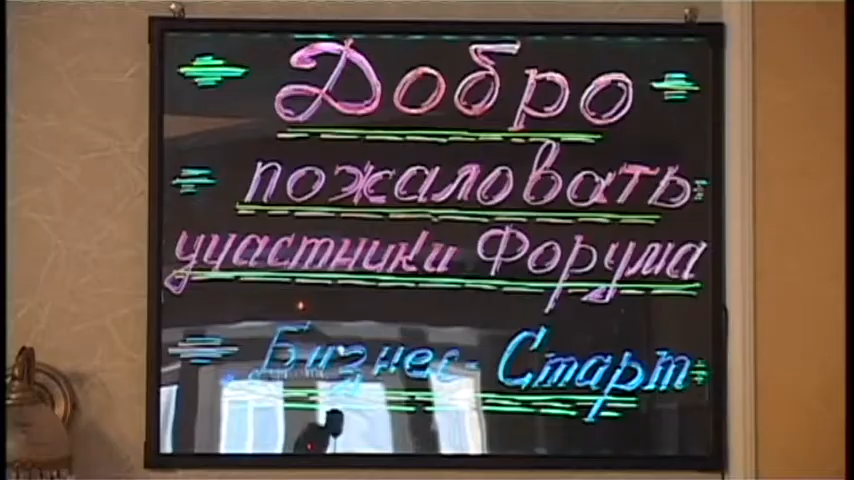 Добро
пожаловать
участники Форума
Бизнес-Старт